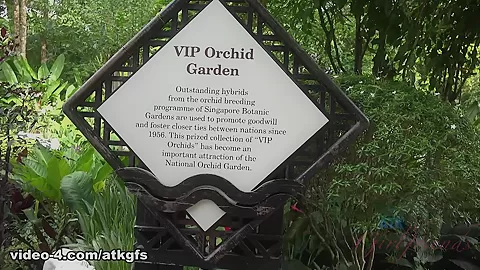 VIP Orchid
Garden
Outstanding hybrids
from the orchid breeding
programme of Singapore Botanic
Gardens are used to promote goodwill
and foster closer ties between nations since
1956. This prized collection of "VIP
Orchids" has become an
important attraction of the
National Orchid Garden.
video-4.com/atkgfs